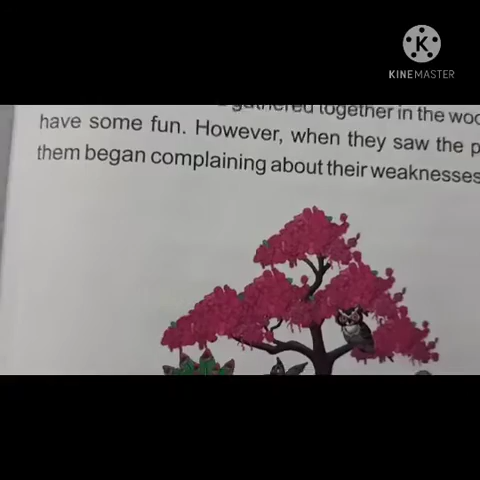 KINEMASTER
gathered together in the
have some fun. However, when they saw the
them began complaining about their weaknesses